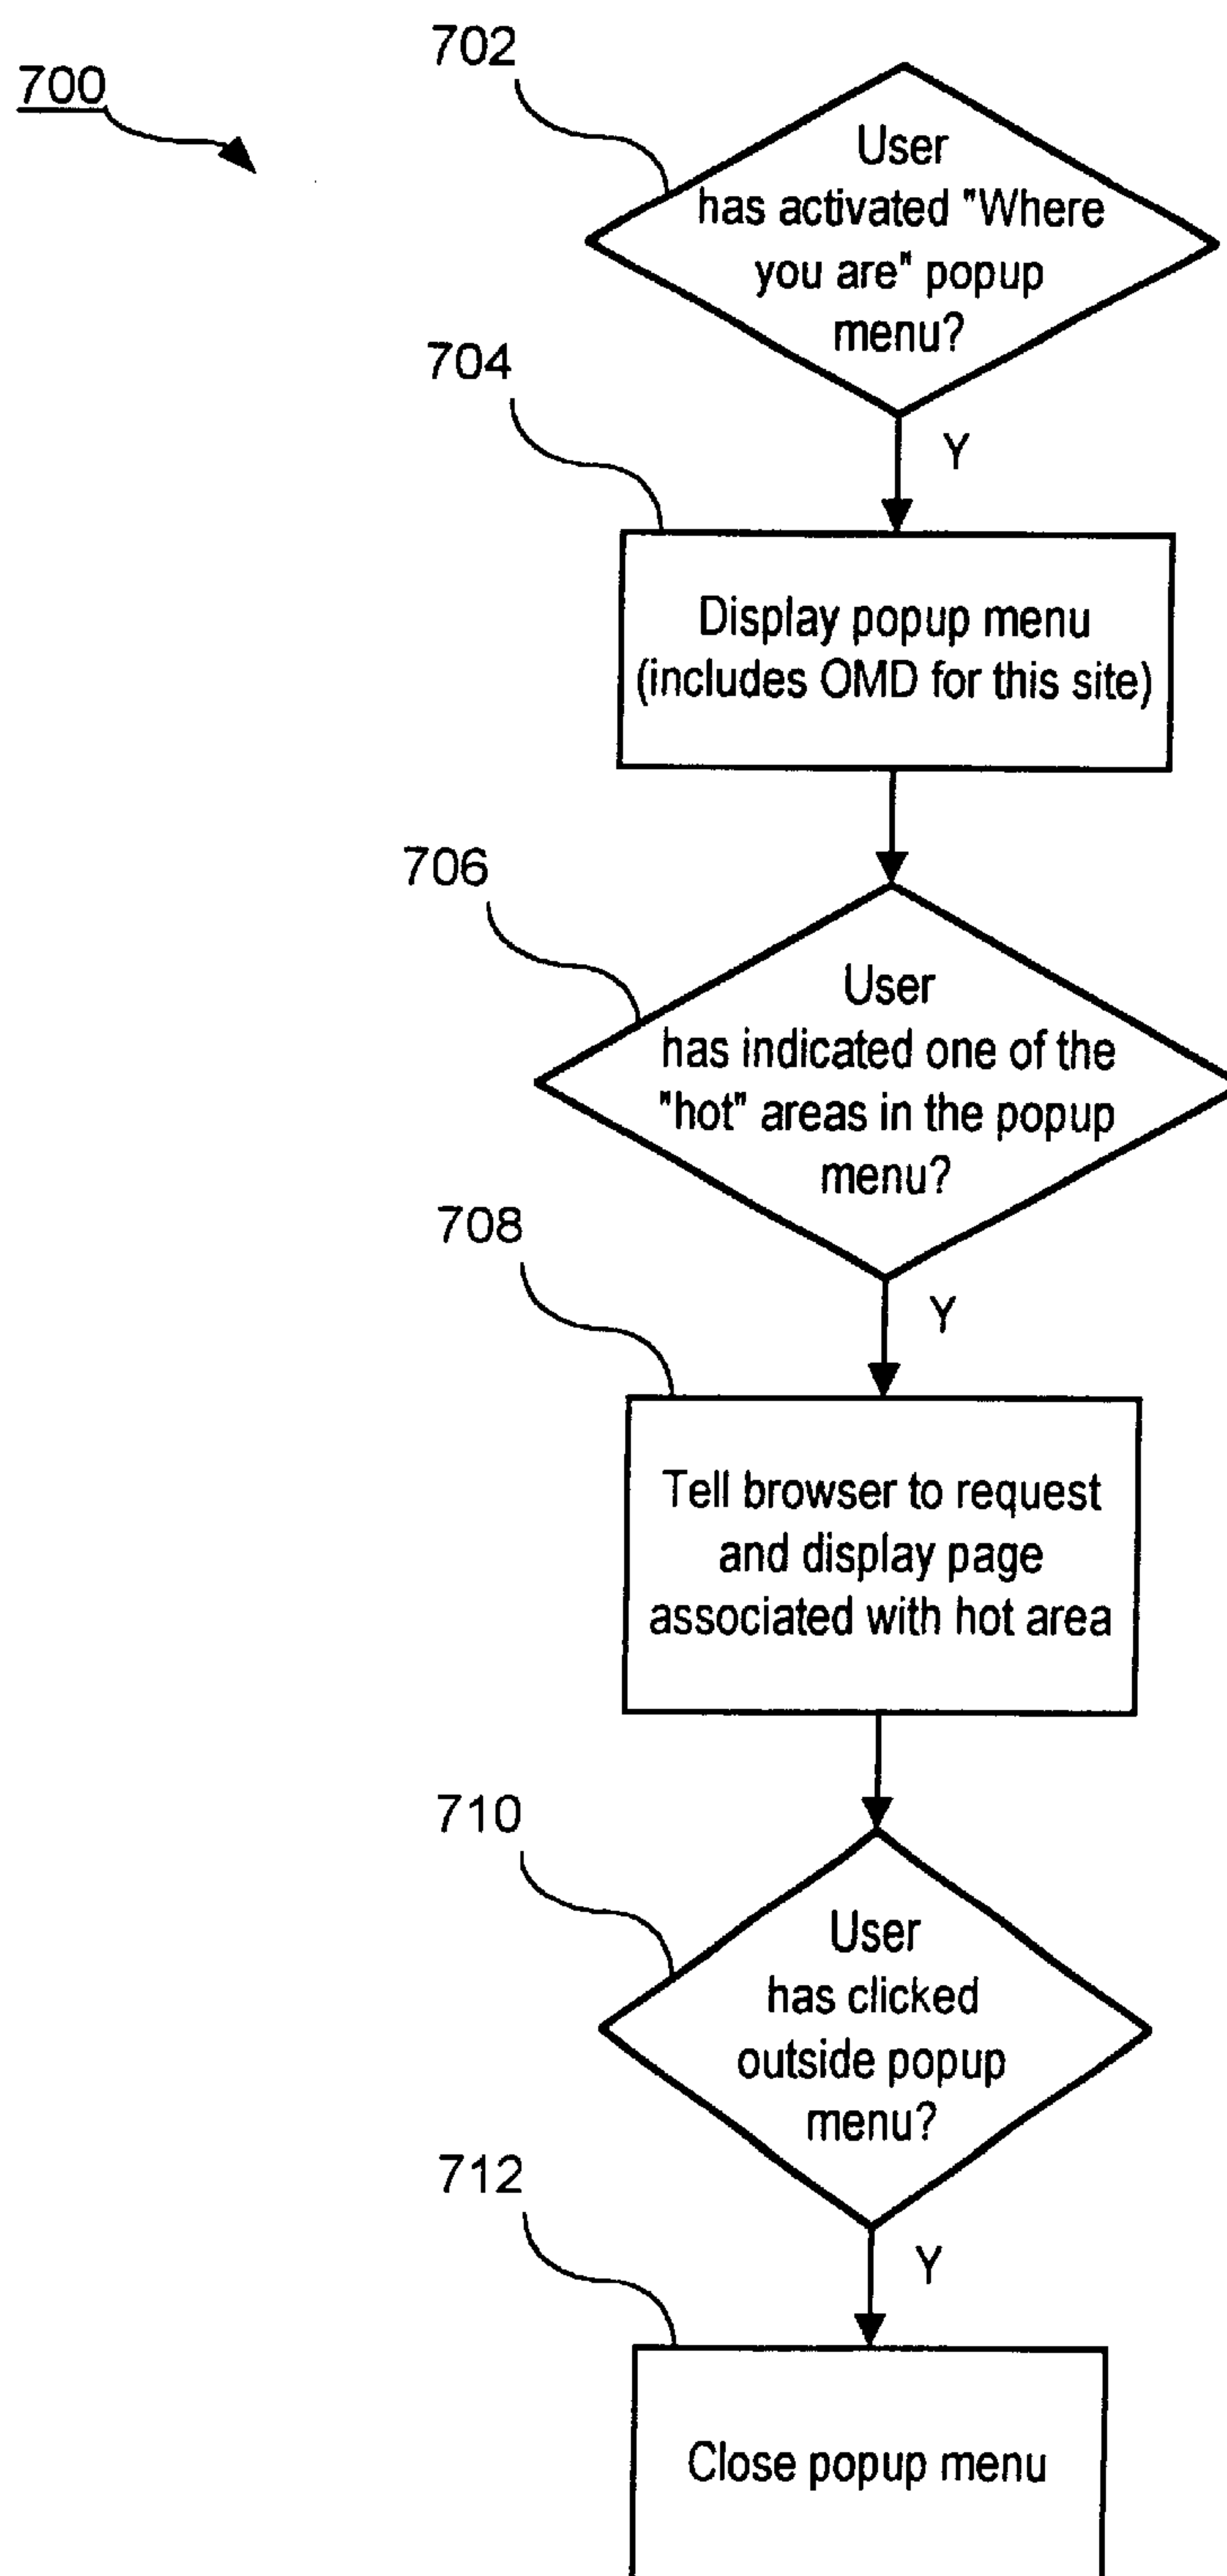 700
702
User
has activated "Where
you are" popup
menu?
Y
704
Display popup menu
(includes OMD for this site)
706
User
has indicated one of the
"hot" areas in the popup
menu?
Y
708
Tell browser to request
and display page
associated with hot area
710
User
has clicked
outside popup
menu?
Y
712
Close popup menu